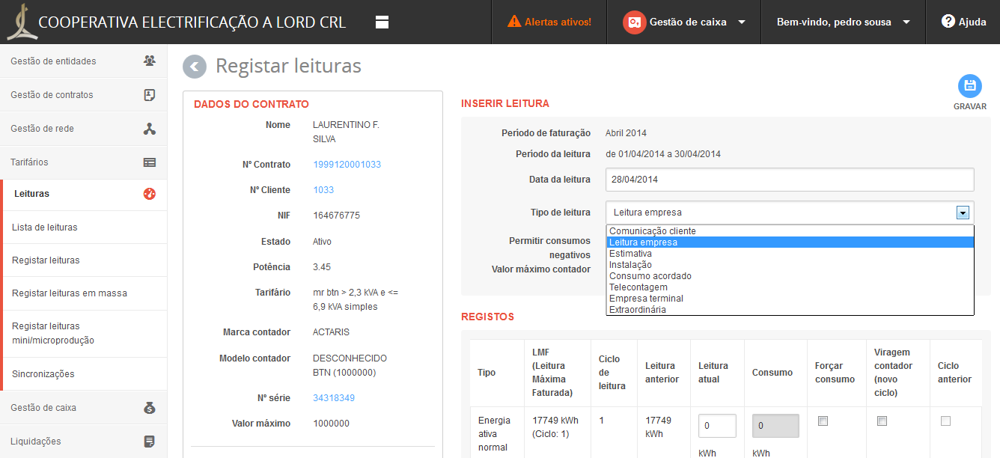 COOPERATIVA ELECTRIFICAÇÃO A LORD CRL
Alertas ativos!
Gestão de caixa
Bem-vindo, pedro sousa
Ajuda
Gestão de entidades
Gestão de contratos
Gestão de rede
Tarifários
Leituras
Lista de leituras
Registar leituras
Registar leituras em massa
Registar leituras
mini/microprodução
Sincronizações
Gestão de caixa
Liquidações
Registar leituras
GRAVAR
DADOS DO CONTRATO
Nome LAURENTINO F.
SILVA
Nº Contrato 1999120001033
Nº Cliente 1033
NIF 164676775
Estado Ativo
Potência 3.45
Tarifário mr btn > 2,3 kVA e <=
6,9 kVA simples
Marca contador ACTARIS
Modelo contador DESCONHECIDO
BTN (1000000)
Nº série 34318349
Valor máximo 1000000
INSERIR LEITURA
Período de faturação Abril 2014
Período da leitura de 01/04/2014 a 30/04/2014
Data da leitura 28/04/2014
Tipo de leitura Leitura empresa
Comunicação cliente
Leitura empresa
Estimativa
Instalação
Consumo acordado
Telecontagem
Empresa terminal
Extraordinária
Permitir consumos
negativos
Valor máximo contador
REGISTOS
Tipo
LMF
(Leitura
Máxima
Faturada)
Ciclo
de
leitura
Leitura
anterior
Leitura
atual
Consumo
Forçar
consumo
Viragem
contador
(novo
ciclo)
Ciclo
anterior
Energia
ativa
normal
17749 kWh
(Ciclo: 1)
1
17749
kWh
0
kWh
0
kWh